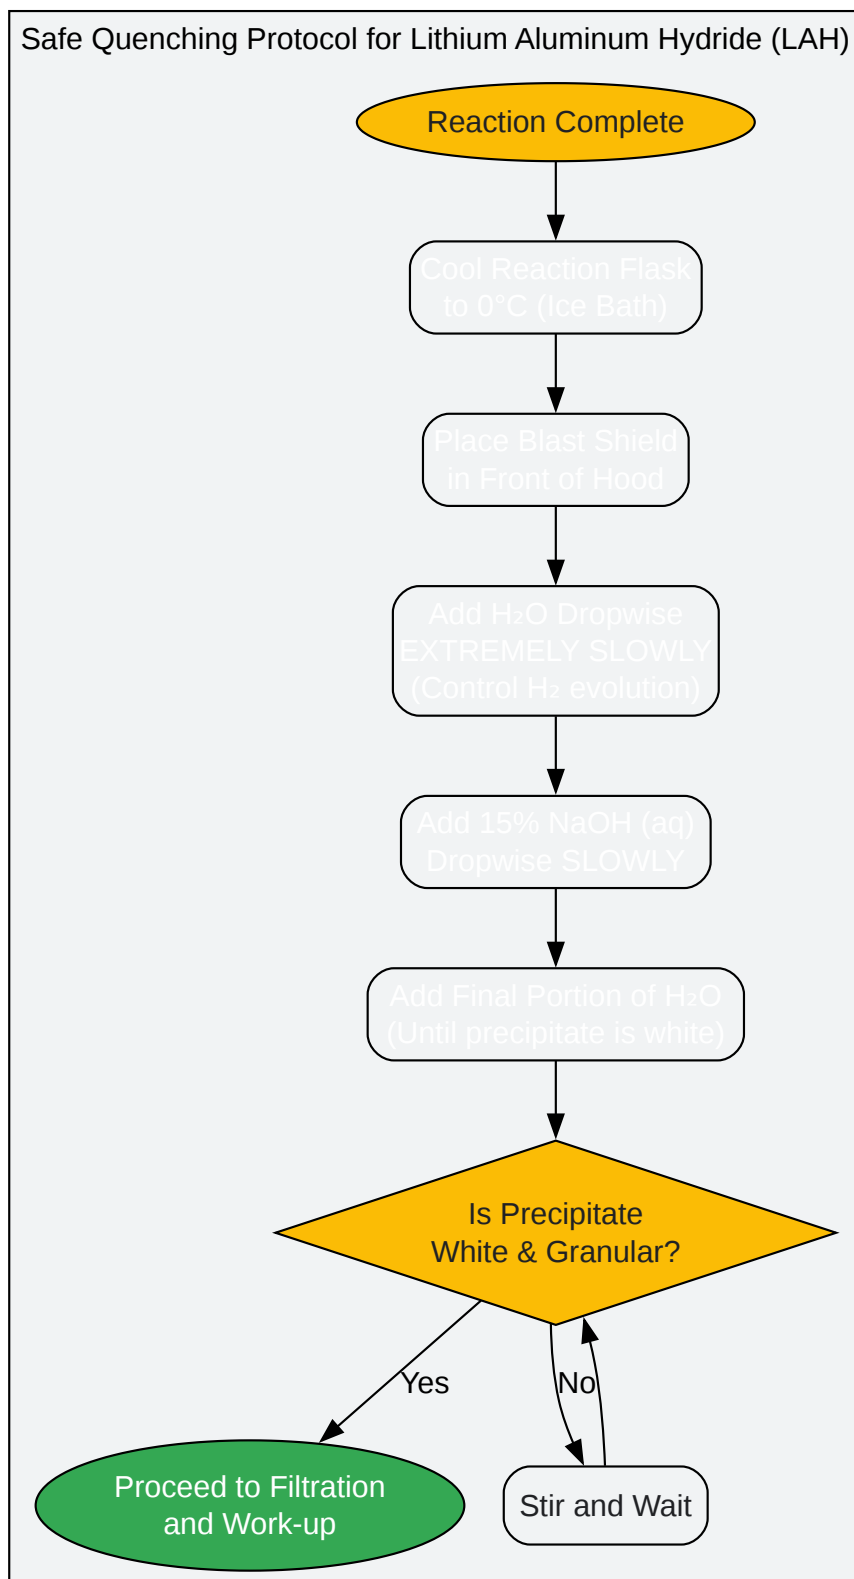 Safe Quenching Protocol for Lithium Aluminum Hydride (LAH)
Reaction Complete
Cool Reaction Flask
to 0°C (Ice Bath)
Place Blast Shield
in Front of Hood
Add H₂O Dropwise
EXTREMELY SLOWLY
(Control H₂ evolution)
Add 15% NaOH (aq)
Dropwise SLOWLY
Add Final Portion of H₂O
(Until precipitate is white)
Is Precipitate
White & Granular?
Yes
No
Proceed to Filtration
and Work-up
Stir and Wait